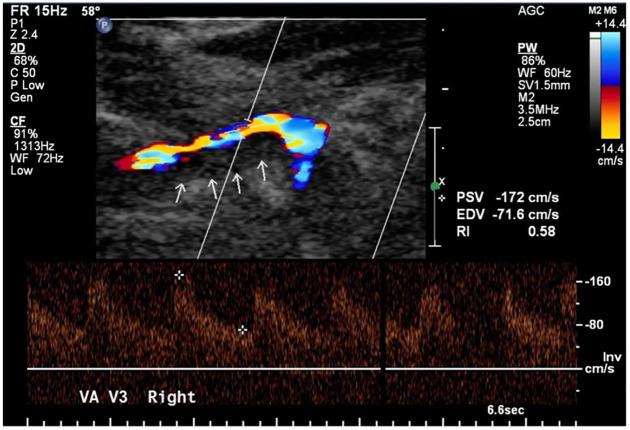 FR 15Hz
P1
Z 2.4
2D
68%
C 50
P Low
Gen
CF
91%
1313Hz
WF 72Hz
Low
58°
P
AGC
M2 M6
+14.4
-14.4
cm/s
PW
86%
WF 60Hz
SV1.5mm
M2
3.5MHz
2.5cm
x
PSV -172 cm/s
EDV -71.6 cm/s
RI 0.58
-160
-80
Inv
cm/s
VA V3 Right
6.6sec